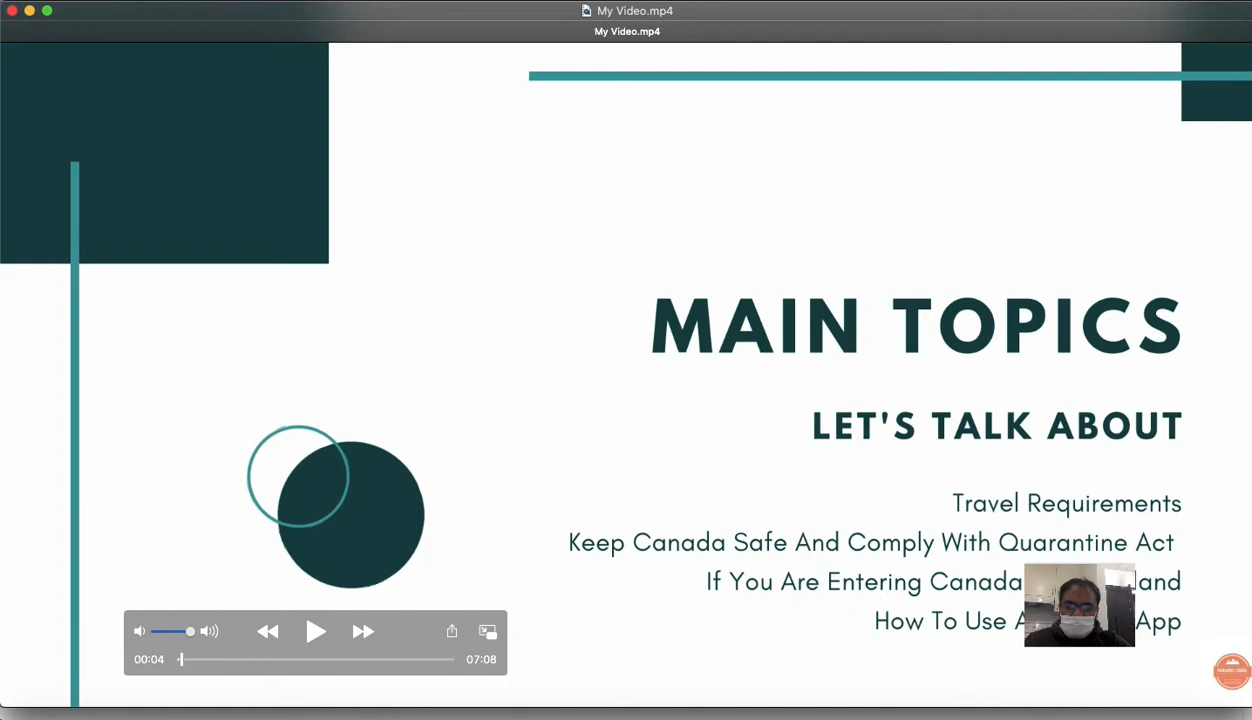 My Video.mp4
My Video.mp4
MAIN TOPICS
LET'S TALK ABOUT
Travel Requirements
Keep Canada Safe And Comply With Quarantine Act
If You Are Entering Canada and
How To Use App
00:04
07:08